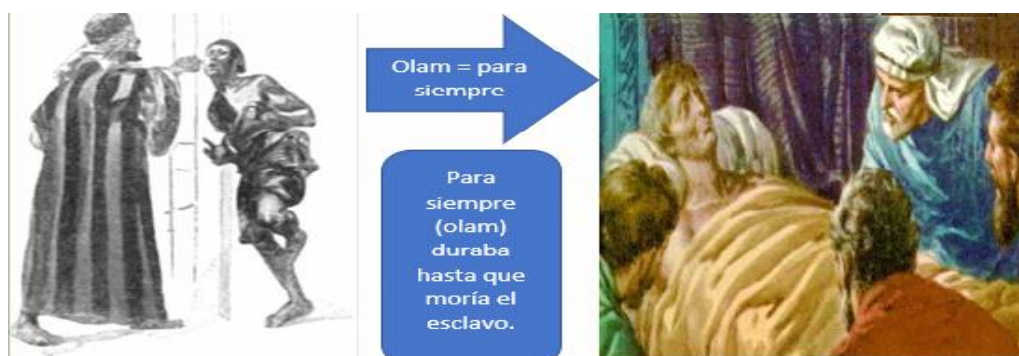 Olam = para
siempre
Para
siempre
(olam)
duraba
hasta que
moría el
esclavo.